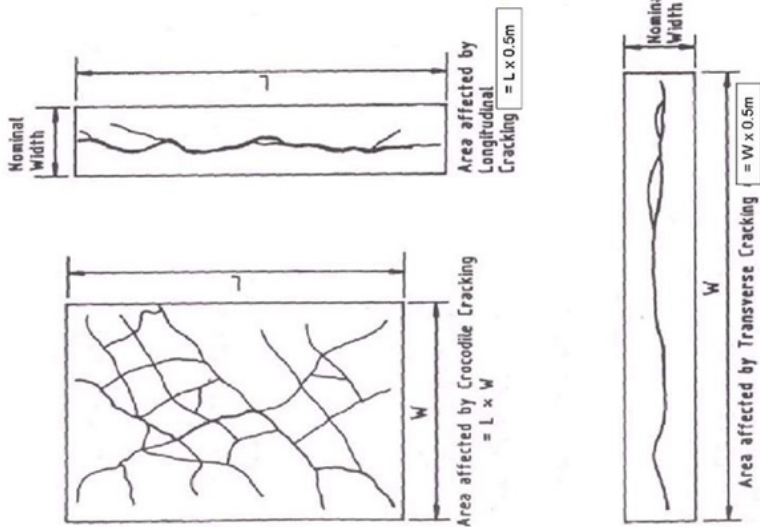 L
W
Area affected by Crocodile Cracking
= L x W
Nominal
Width
L
Area affected by
Longitudinal
Cracking = L x 0.5m
Width
W
Area affected by Transverse Cracking = W x 0.5m